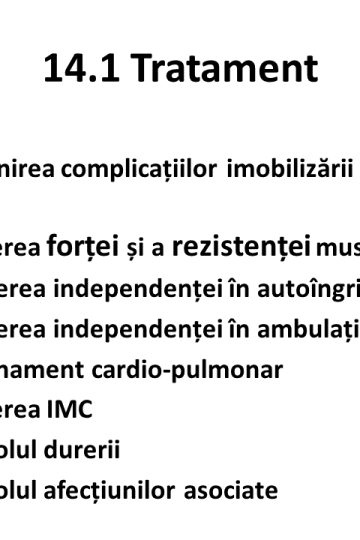 14.1 Tratament
nirea complicațiilor imobilizării
erea forței și a rezistenței mus
erea independenței în autoîngri
erea independenței în ambulați
nament cardio-pulmonar
erea IMC
olul durerii
olul afecțiunilor asociate